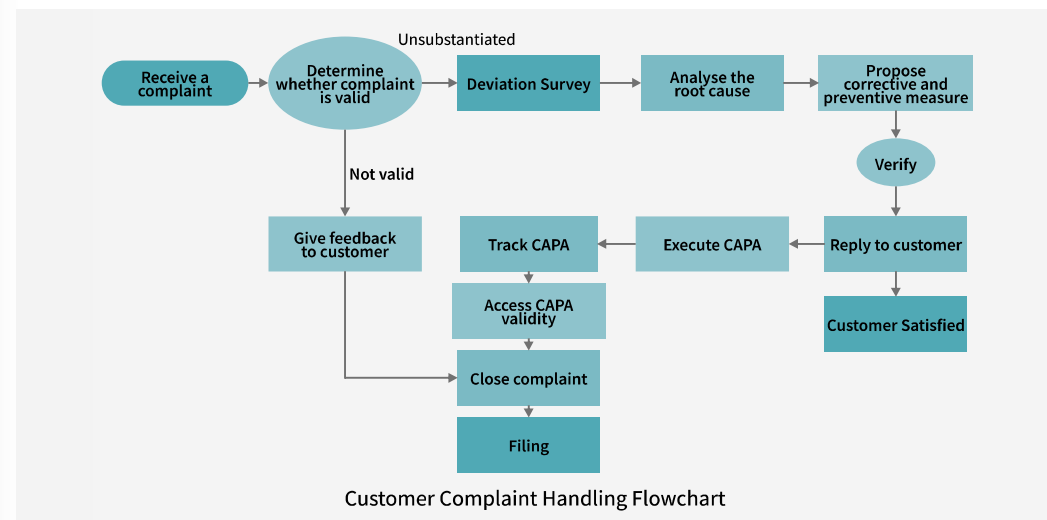 Unsubstantiated
Receive a
complaint
Determine
whether complaint
is valid
Deviation Survey
Analyse the
root cause
Propose
corrective and
preventive measure
Not valid
Verify
Give feedback
to customer
Track CAPA
Execute CAPA
Reply to customer
Access CAPA
validity
Customer Satisfied
Close complaint
Filing
Customer Complaint Handling Flowchart